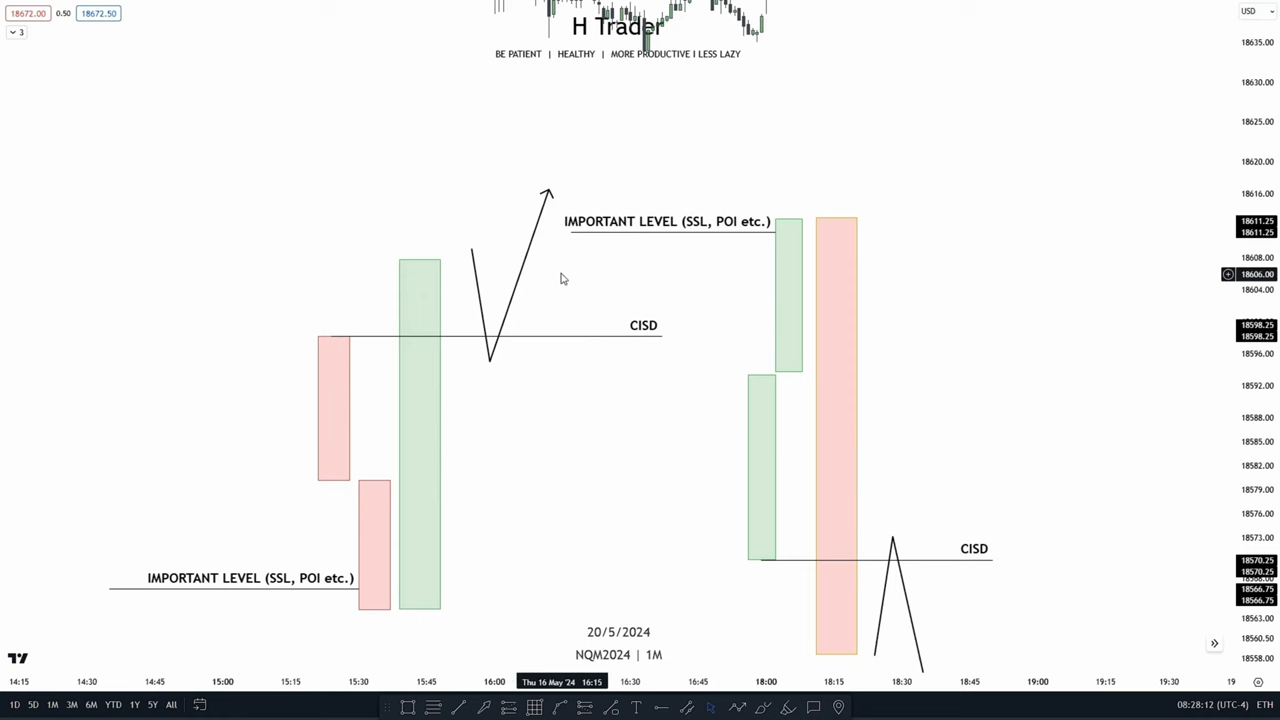 18672.00 0.50 18672.50
3
H Trader
BE PATIENT | HEALTHY | MORE PRODUCTIVE I LESS LAZY
USD
18635.00
18630.00
18625.00
18620.00
18616.00
IMPORTANT LEVEL (SSL, POI etc.)
18611.25
18611.25
18608.00
18606.00
18604.00
CISD
18598.25
18598.25
18596.00
18592.00
18588.00
18585.00
18582.00
18579.00
18576.00
18573.00
CISD
18570.25
18570.25
IMPORTANT LEVEL (SSL, POI etc.)
18568.00
18566.75
18566.75
18563.00
18560.50
18558.00
20/5/2024
NQM2024 | 1M
14:15 14:30 14:45 15:00 15:15 15:30 15:45 16:00 Thu 16 May '24 16:15 16:30 16:45 18:00 18:15 18:30 18:45 19:00 19:15 19:30 19
1D 5D 1M 3M 6M YTD 1Y 5Y All
08:28:12 (UTC-4) ETH